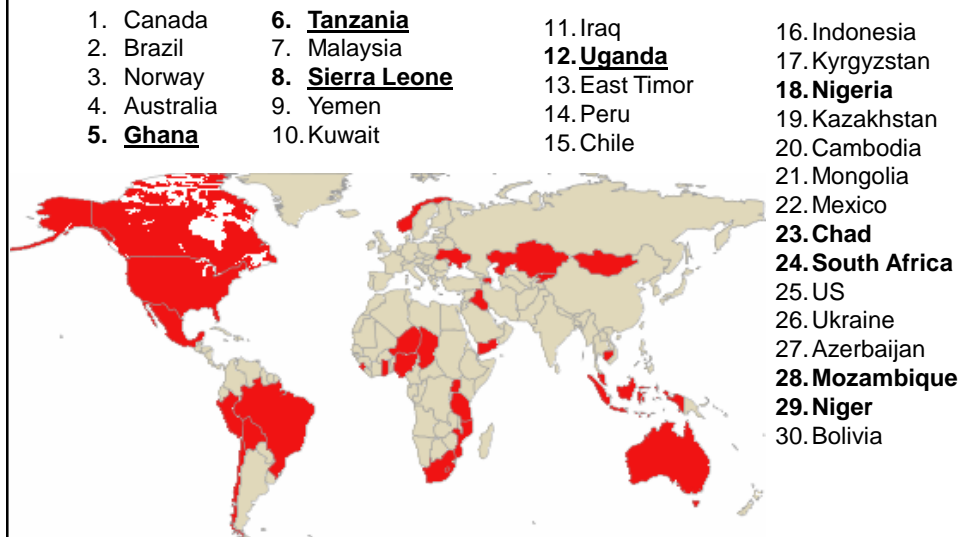 1. Canada
2. Brazil
3. Norway
4. Australia
5. Ghana
6. Tanzania
7. Malaysia
8. Sierra Leone
9. Yemen
10. Kuwait
11. Iraq
12. Uganda
13. East Timor
14. Peru
15. Chile
16. Indonesia
17. Kyrgyzstan
18. Nigeria
19. Kazakhstan
20. Cambodia
21. Mongolia
22. Mexico
23. Chad
24. South Africa
25. US
26. Ukraine
27. Azerbaijan
28. Mozambique
29. Niger
30. Bolivia